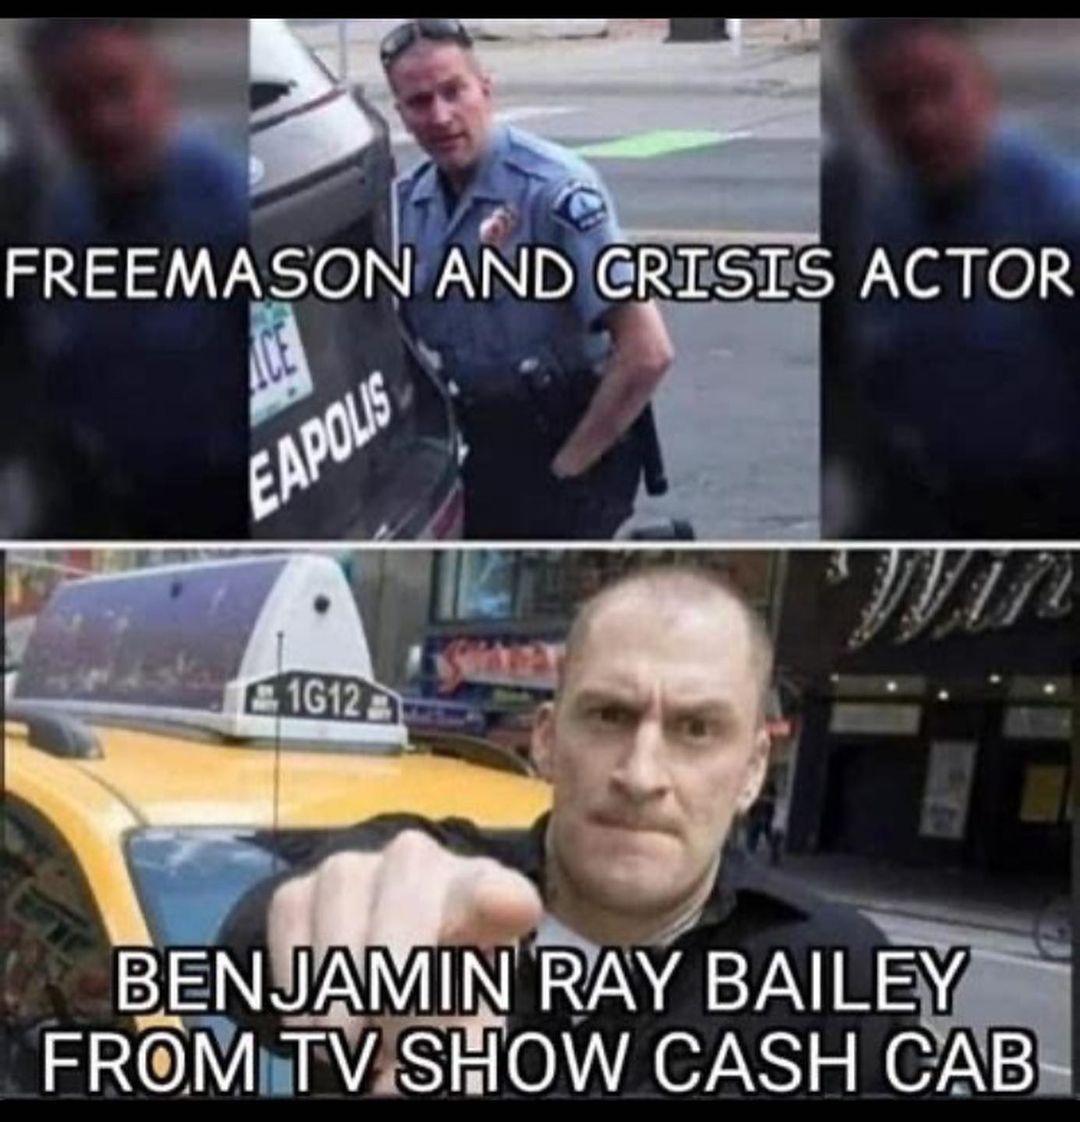 FREEMASON AND CRISIS ACTOR
ICE
EAPOLIS
1G12
BENJAMIN RAY BAILEY
FROM TV SHOW CASH CAB